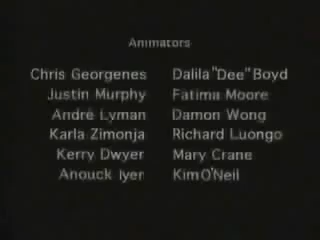 Animators
Chris Georgenes Dalila "Dee" Boyd
Justin Murphy Fatima Moore
André Lyman Damon Wong
Karla Zimonja Richard Luongo
Kerry Dwyer Mary Crane
Anouck Iyer Kim O'Neil